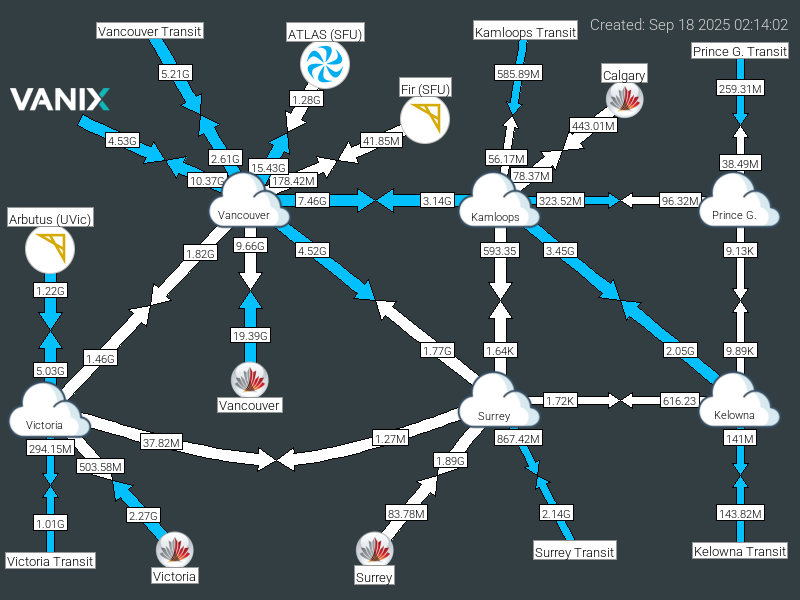 Created: Sep 18 2025 02:14:02
Vancouver Transit
ATLAS (SFU)
Kamloops Transit
Prince G. Transit
5.21G
585.89M
Calgary
259.31M
VANIX
1.28G
Fir (SFU)
4.53G
41.85M
443.01M
2.61G
15.43G
56.17M
38.49M
10.37G
178.42M
78.37M
7.46G
3.14G
323.52M
96.32M
Vancouver
Kamloops
Prince G.
Arbutus (UVic)
1.82G
9.66G
4.52G
593.35
3.45G
9.13K
1.22G
19.39G
1.46G
1.77G
1.64K
2.05G
9.89K
5.03G
Vancouver
1.72K
616.23
Victoria
Surrey
Kelowna
294.15M
37.82M
1.27M
867.42M
141M
503.58M
1.89G
1.01G
2.27G
83.78M
2.14G
143.82M
Victoria Transit
Victoria
Surrey
Surrey Transit
Kelowna Transit